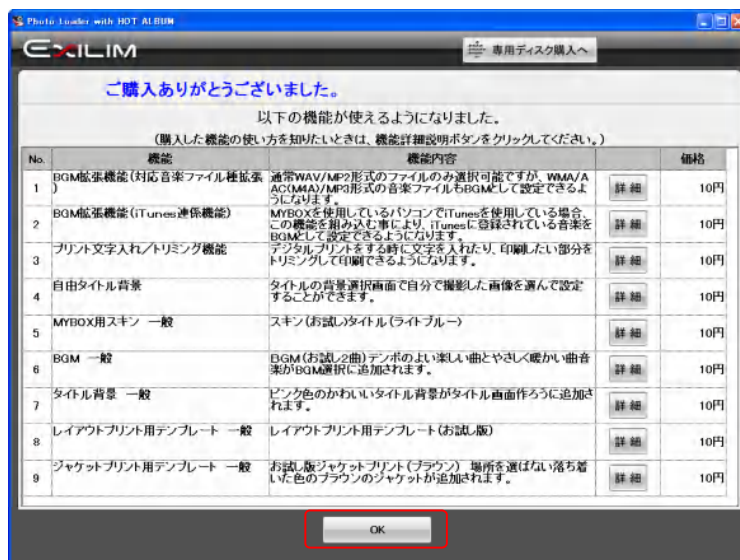 Photo Loader with HOT ALBUM
EXILIM
専用ディスク購入へ
ご購入ありがとうございました。
以下の機能が使えるようになりました。
(購入した機能の使い方を知りたいときは、機能詳細説明ボタンをクリックしてください。)
No. 機能 機能内容 価格
1 BGM拡張機能(対応音楽ファイル種拡張 通常WAV/MP2形式のファイルのみ選択可能ですが、WMA/A 詳細 10円
) AC(M4A)/MP3形式の音楽ファイルもBGMとして設定できるよ
うになります。
2 BGM拡張機能(iTunes連係機能) MYBOXを使用しているパソコンでiTunesを使用している場合、 詳細 10円
この機能を組み込む事により、iTunesに登録されている音楽を
BGMとして設定できるようになります。
3 プリント文字入れ/トリミング機能 デジタルプリントをする時に文字を入れたり、印刷したい部分を 詳細 10円
トリミングして印刷できるようになります。
4 自由タイトル背景 タイトルの背景選択画面で自分で撮影した画像を選んで設定 詳細 10円
することができます。
5 MYBOX用スキン 一般 スキン(お試し)タイトル(ライトブルー) 詳細 10円
6 BGM 一般 BGM(お試し2曲)テンポのよい楽しい曲とやさしく暖かい曲音 詳細 10円
楽がBGM選択に追加されます。
7 タイトル背景 一般 ピンク色のかわいいタイトル背景がタイトル画面作ろうに追加さ 詳細 10円
れます。
8 レイアウトプリント用テンプレート 一般 レイアウトプリント用テンプレート(お試し版) 詳細 10円
9 ジャケットプリント用テンプレート 一般 お試し版ジャケットプリント(ブラウン) 場所を選ばない落ち着 詳細 10円
いた色のブラウンのジャケットが追加されます。
OK